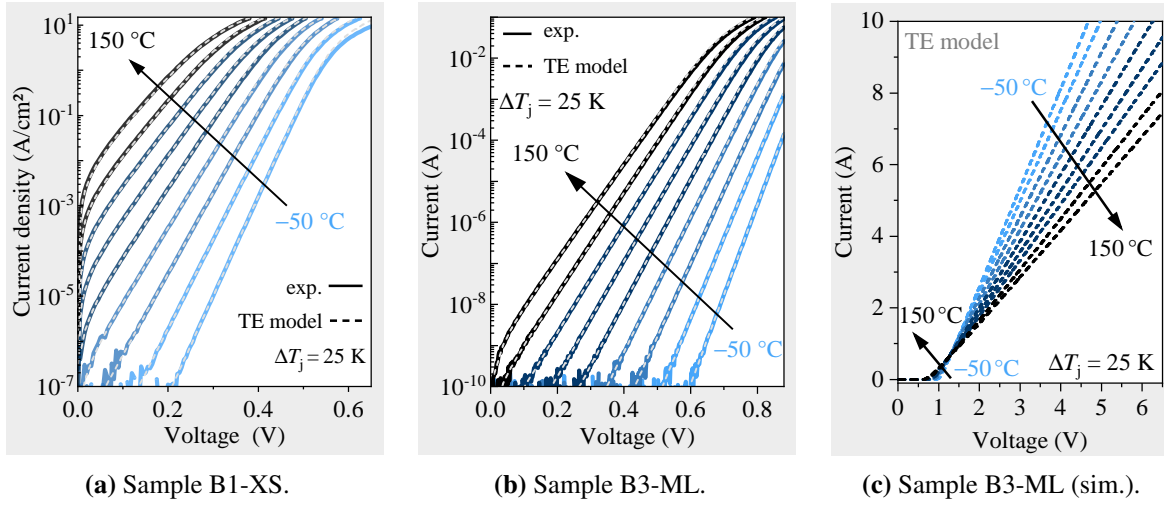 10¹
10⁻¹
10⁻³
10⁻⁵
10⁻⁷
Current density (A/cm²)
150 °C
−50 °C
exp.
TE model
ΔTj = 25 K
0.0 0.2 0.4 0.6
Voltage (V)
(a) Sample B1-XS.
10⁻²
10⁻⁴
10⁻⁶
10⁻⁸
10⁻¹⁰
Current (A)
exp.
TE model
ΔTj = 25 K
150 °C
−50 °C
0.0 0.2 0.4 0.6 0.8
Voltage (V)
(b) Sample B3-ML.
10
8
6
4
2
0
Current (A)
TE model
−50 °C
150 °C
150 °C
−50 °C
ΔTj = 25 K
0 1 2 3 4 5 6
Voltage (V)
(c) Sample B3-ML (sim.).